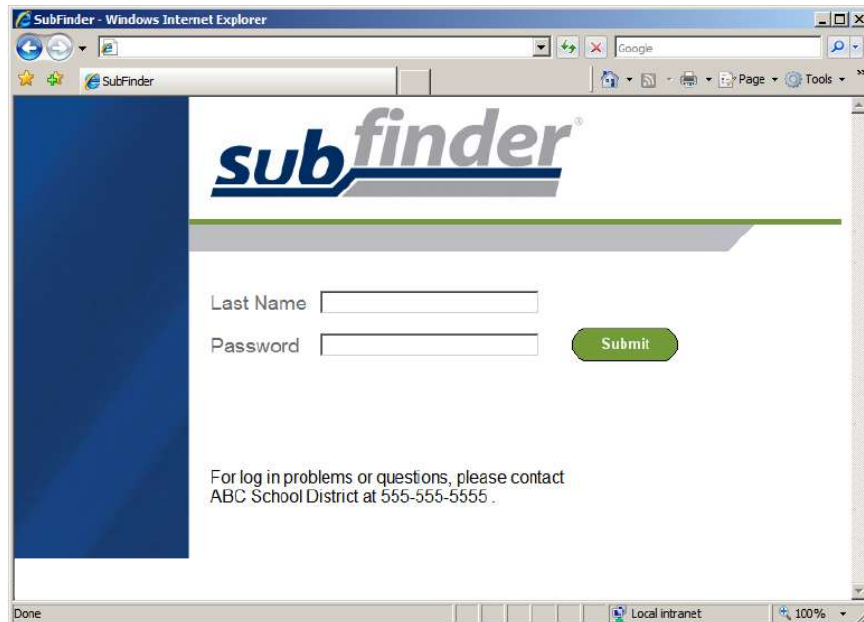 SubFinder - Windows Internet Explorer
Google
SubFinder
Page Tools
subfinder®
Last Name
Password Submit
For log in problems or questions, please contact
ABC School District at 555-555-5555 .
Done Local intranet 100%